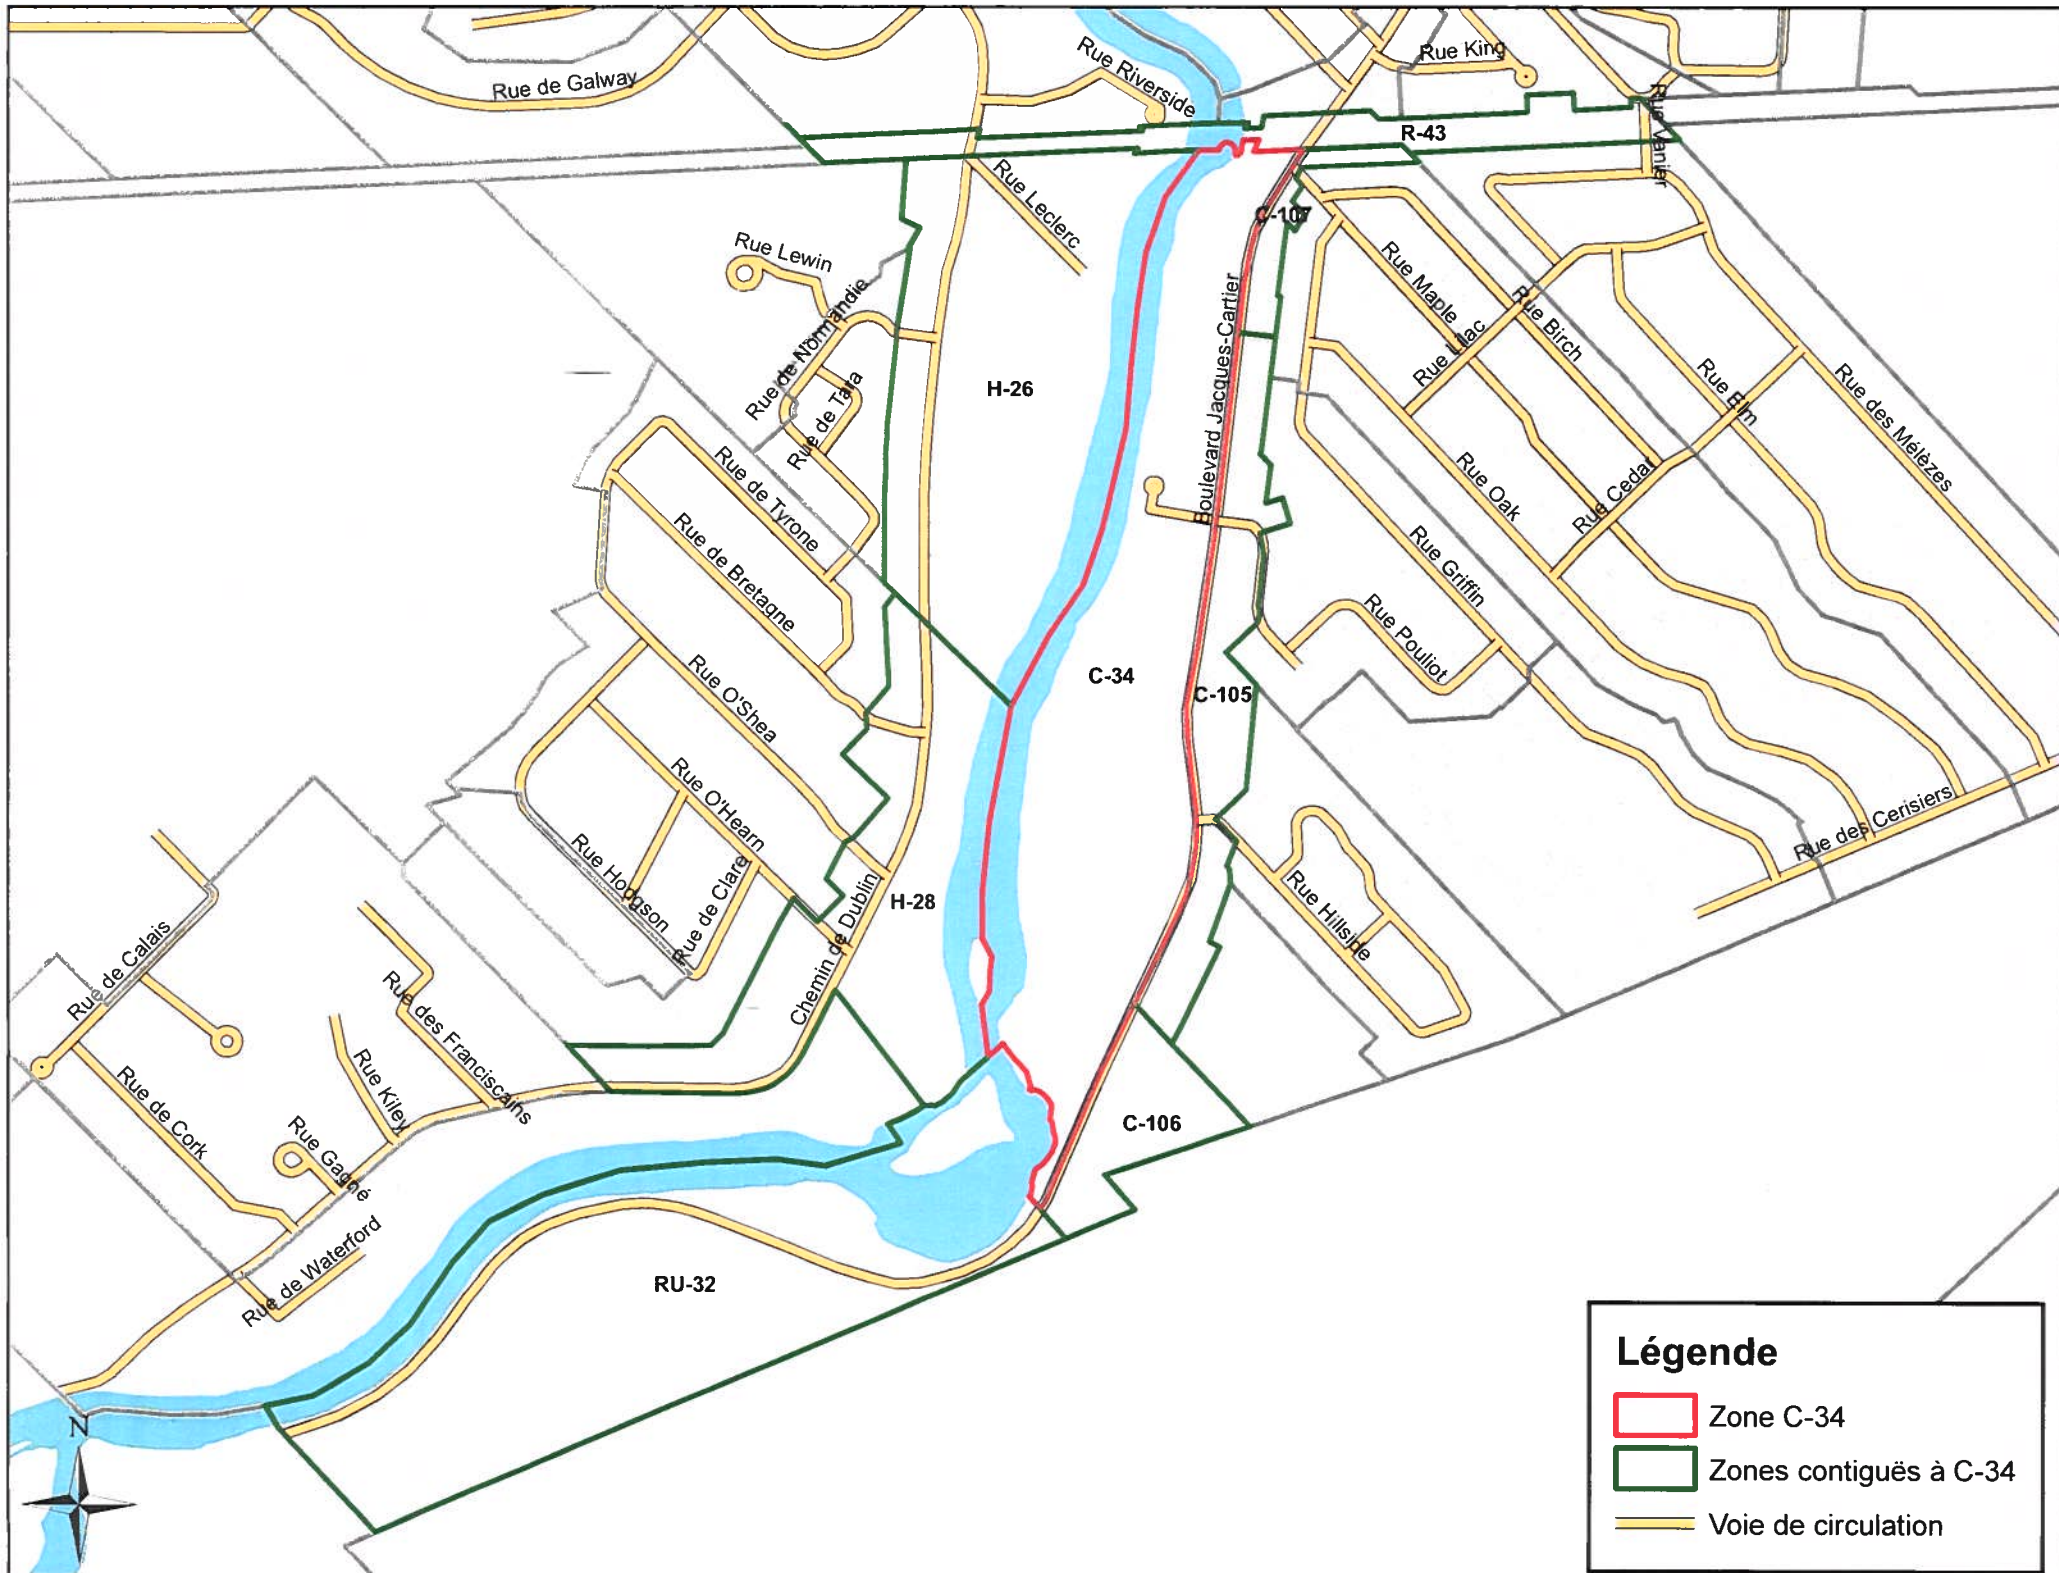 Rue King
Rue Riverside
Rue de Galway
R-43
Rue Vanier
Rue Leclerc
C-107
Rue Lewin
Rue Maple
Rue de Normandie
Boulevard Jacques-Cartier
Rue Birch
Rue Lilac
H-26
Rue de Tara
Rue Elm
Rue des Mélèzes
Rue de Tyrone
Rue Oak
Rue Cedar
Rue de Bretagne
Rue Griffin
Rue Pouliot
C-34
C-105
Rue O'Shea
Rue O'Hearn
Rue des Cerisiers
Rue Hodgson
Rue de Clare
H-28
Rue Hillside
Chemin de Dublin
Rue de Calais
Rue des Franciscains
Rue Kiley
Rue de Cork
C-106
Rue Gagné
Rue de Waterford
RU-32
N
Légende
Zone C-34
Zones contiguës à C-34
Voie de circulation